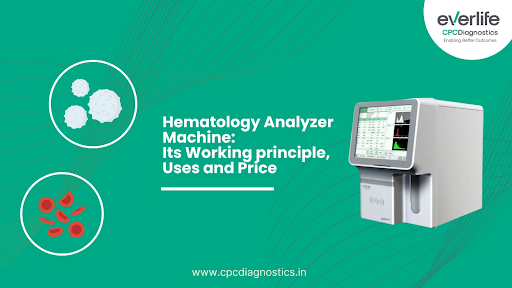 everlife
CPCDiagnostics
Enabling Better Outcomes
Hematology Analyzer
Machine:
Its Working principle,
Uses and Price
www.cpcdiagnostics.in